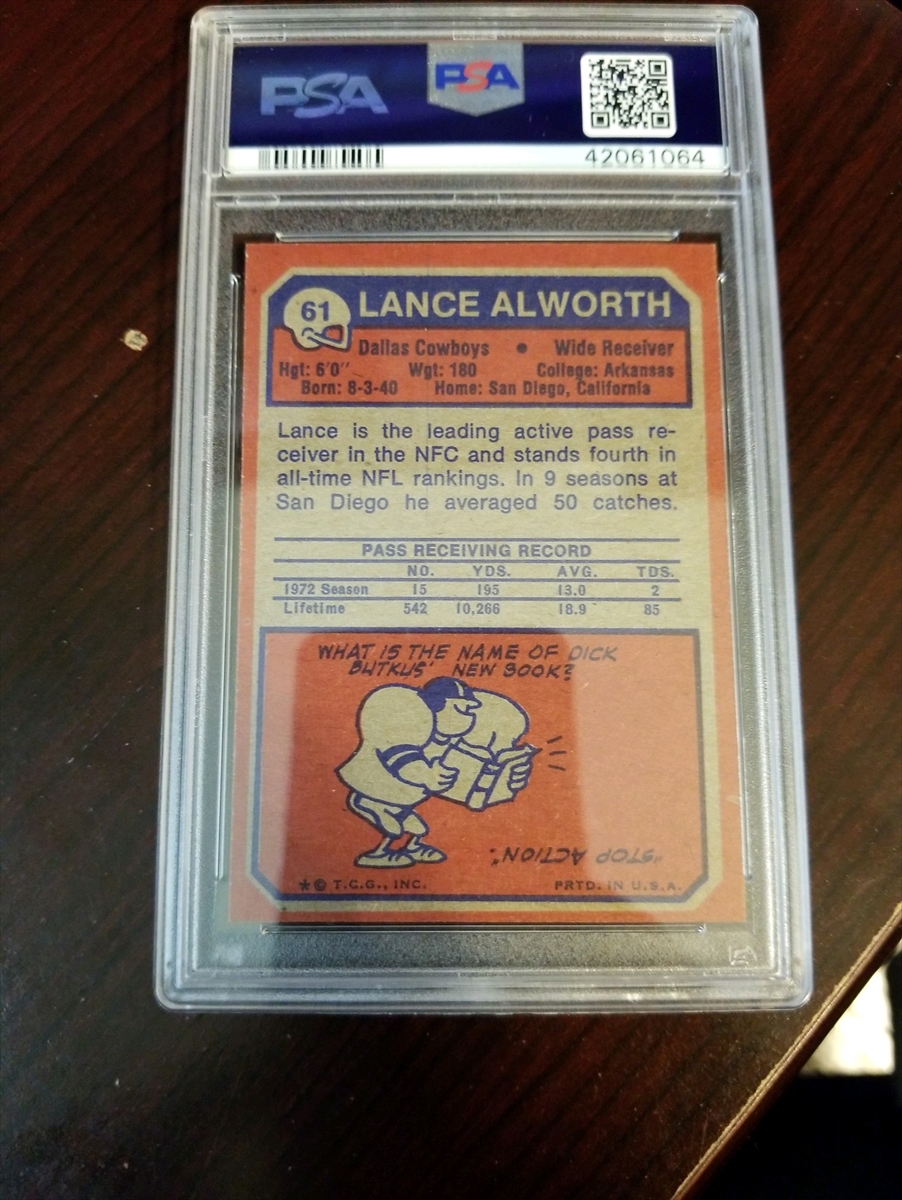 PSA PSA
42061064
61 LANCE ALWORTH
Dallas Cowboys • Wide Receiver
Hgt: 6'0" Wgt: 180 College: Arkansas
Born: 8-3-40 Home: San Diego, California
Lance is the leading active pass re-
ceiver in the NFC and stands fourth in
all-time NFL rankings. In 9 seasons at
San Diego he averaged 50 catches.
PASS RECEIVING RECORD
NO. YDS. AVG. TDS.
1972 Season 15 195 13.0 2
Lifetime 542 10,266 18.9 85
WHAT IS THE NAME OF DICK
BUTKUS' NEW BOOK?
"STOP ACTION".
*© T.C.G., INC. PRTD. IN U.S.A.